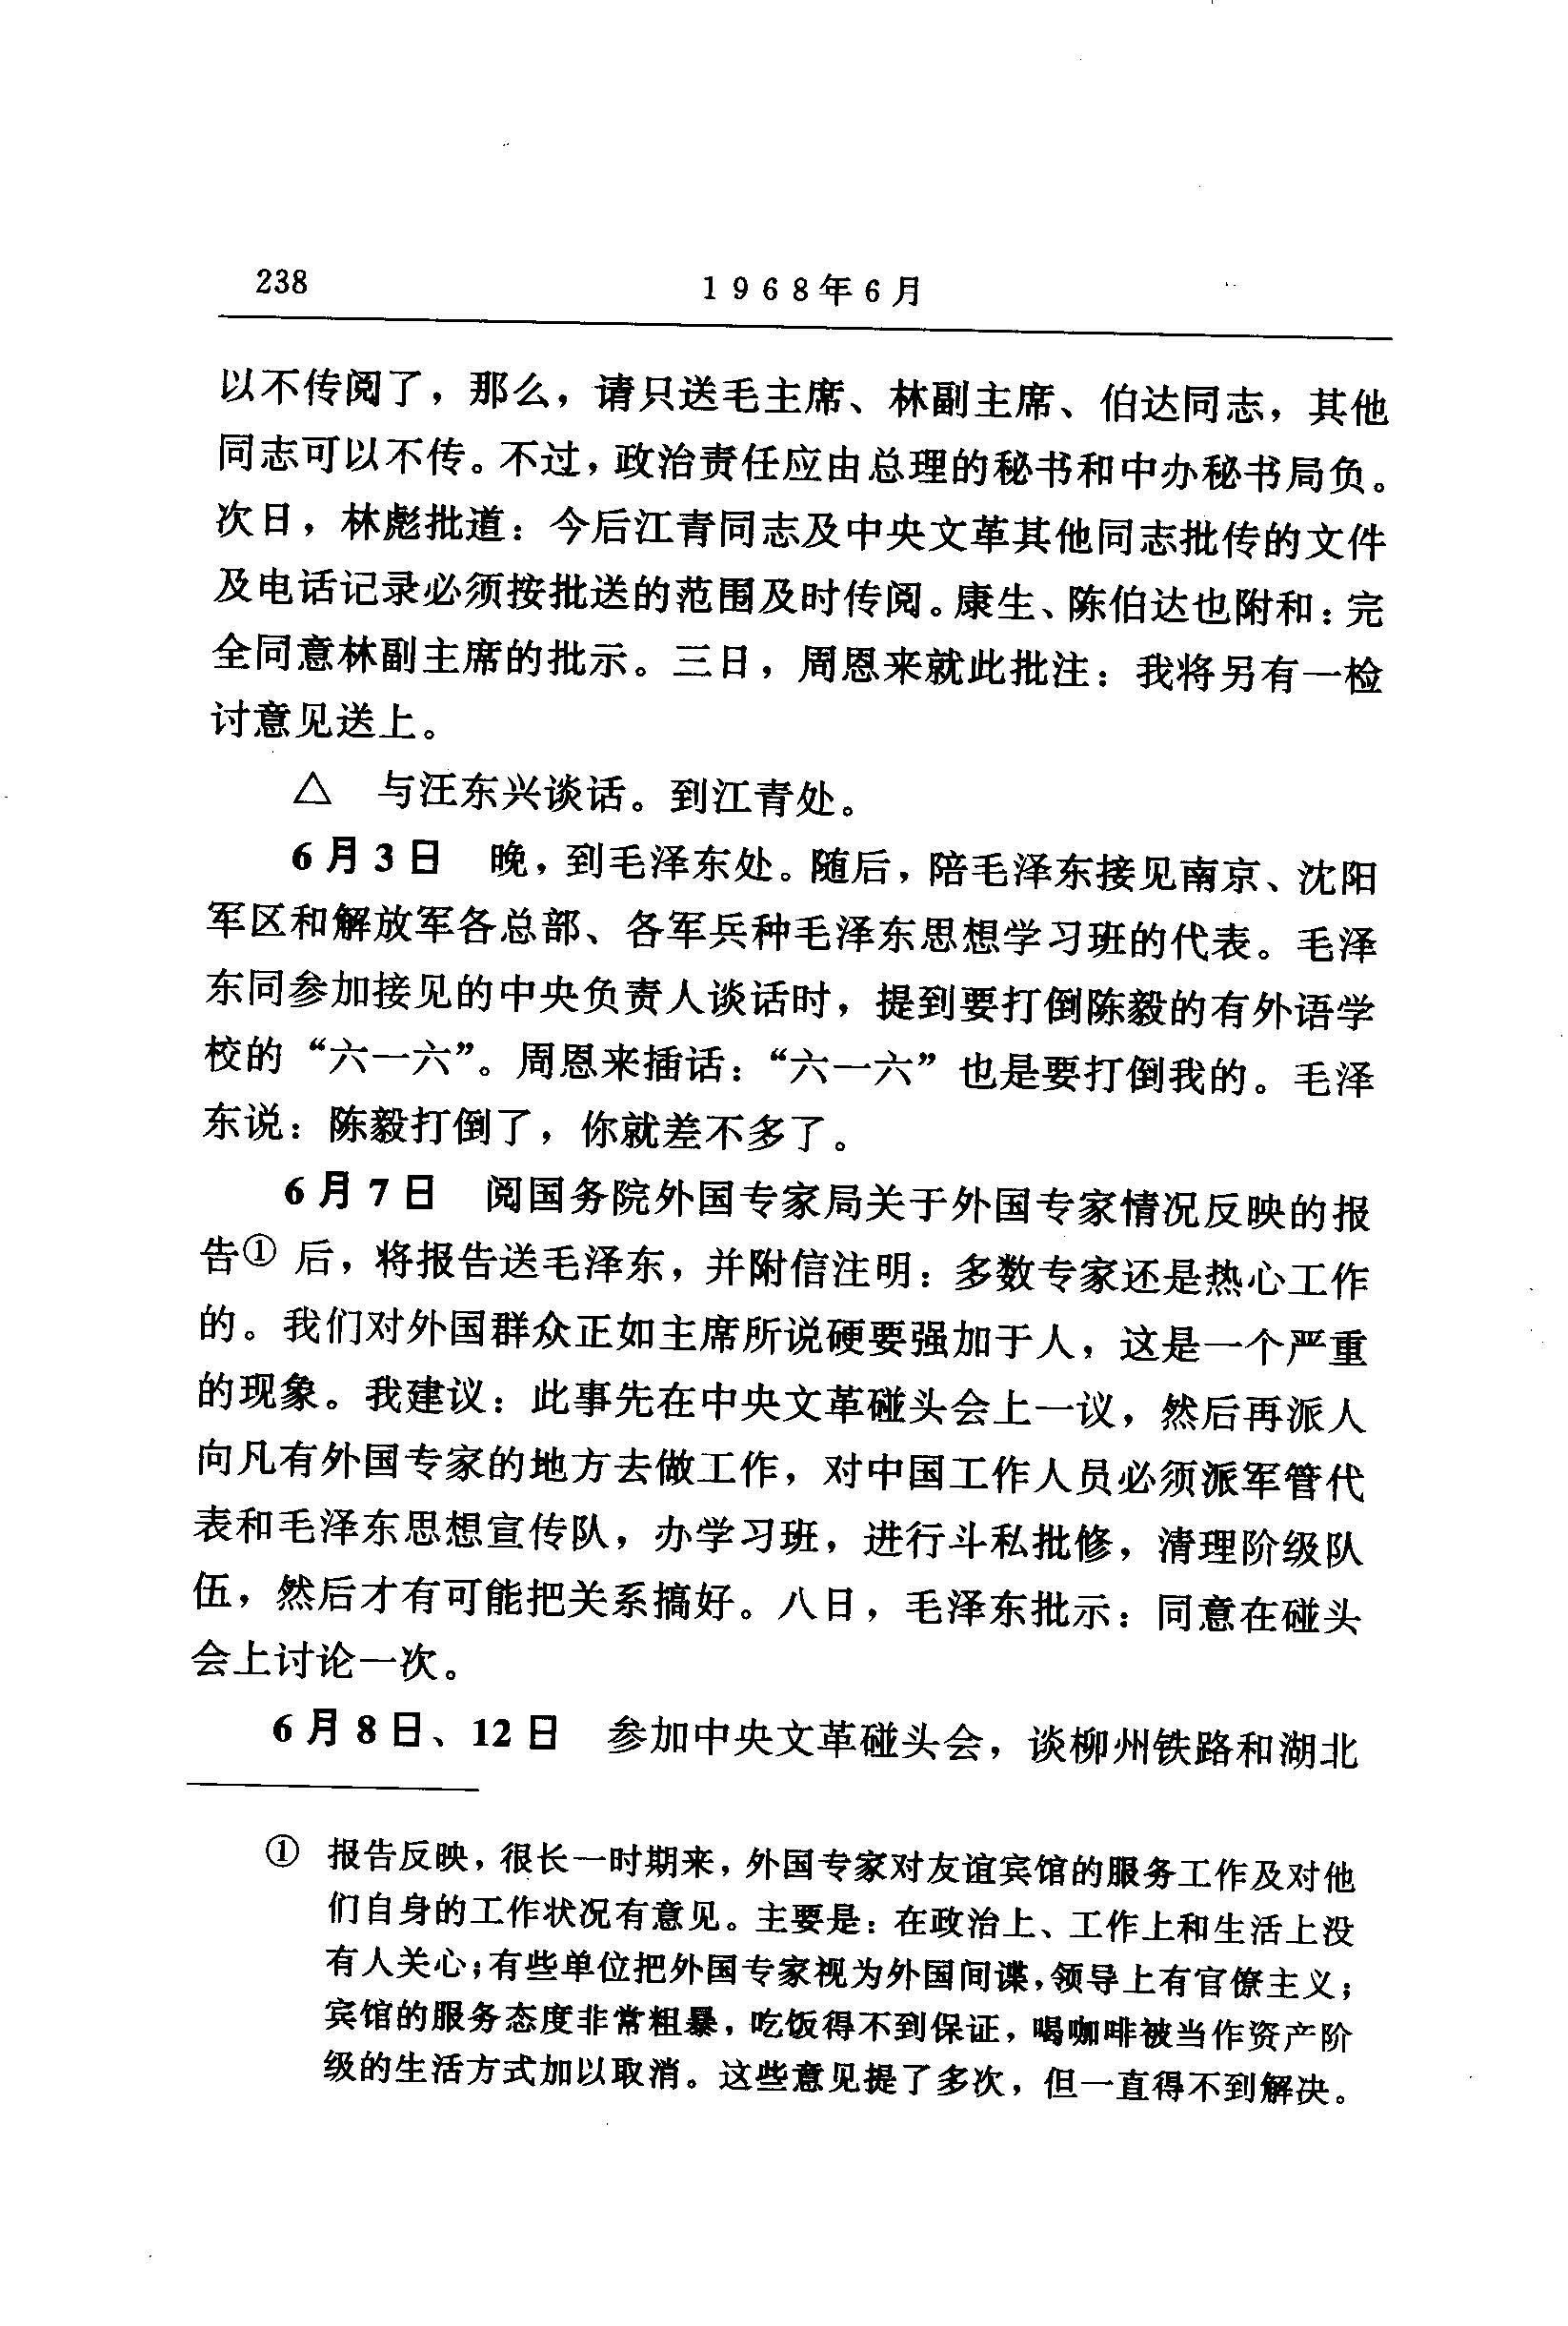 238
1968年6月
以不传阅了，那么，请只送毛主席、林副主席、伯达同志，其他
同志可以不传。不过，政治责任应由总理的秘书和中办秘书局负。
次日，林彪批道：今后江青同志及中央文革其他同志批传的文件
及电话记录必须按批送的范围及时传阅。康生、陈伯达也附和：完
全同意林副主席的批示。三日，周恩来就此批注：我将另有一检
讨意见送上。
△　与汪东兴谈话。到江青处。
6月3日　晚，到毛泽东处。随后，陪毛泽东接见南京、沈阳
军区和解放军各总部、各军兵种毛泽东思想学习班的代表。毛泽
东同参加接见的中央负责人谈话时，提到要打倒陈毅的有外语学
校的“六一六”。周恩来插话：“六一六”也是要打倒我的。毛泽
东说：陈毅打倒了，你就差不多了。
6月7日　阅国务院外国专家局关于外国专家情况反映的报
告① 后，将报告送毛泽东，并附信注明：多数专家还是热心工作
的。我们对外国群众正如主席所说硬要强加于人，这是一个严重
的现象。我建议：此事先在中央文革碰头会上一议，然后再派人
向凡有外国专家的地方去做工作，对中国工作人员必须派军管代
表和毛泽东思想宣传队，办学习班，进行斗私批修，清理阶级队
伍，然后才有可能把关系搞好。八日，毛泽东批示：同意在碰头
会上讨论一次。
6月8日、12日　参加中央文革碰头会，谈柳州铁路和湖北
① 报告反映，很长一时期来，外国专家对友谊宾馆的服务工作及对他
们自身的工作状况有意见。主要是：在政治上、工作上和生活上没
有人关心；有些单位把外国专家视为外国间谍，领导上有官僚主义；
宾馆的服务态度非常粗暴，吃饭得不到保证，喝咖啡被当作资产阶
级的生活方式加以取消。这些意见提了多次，但一直得不到解决。